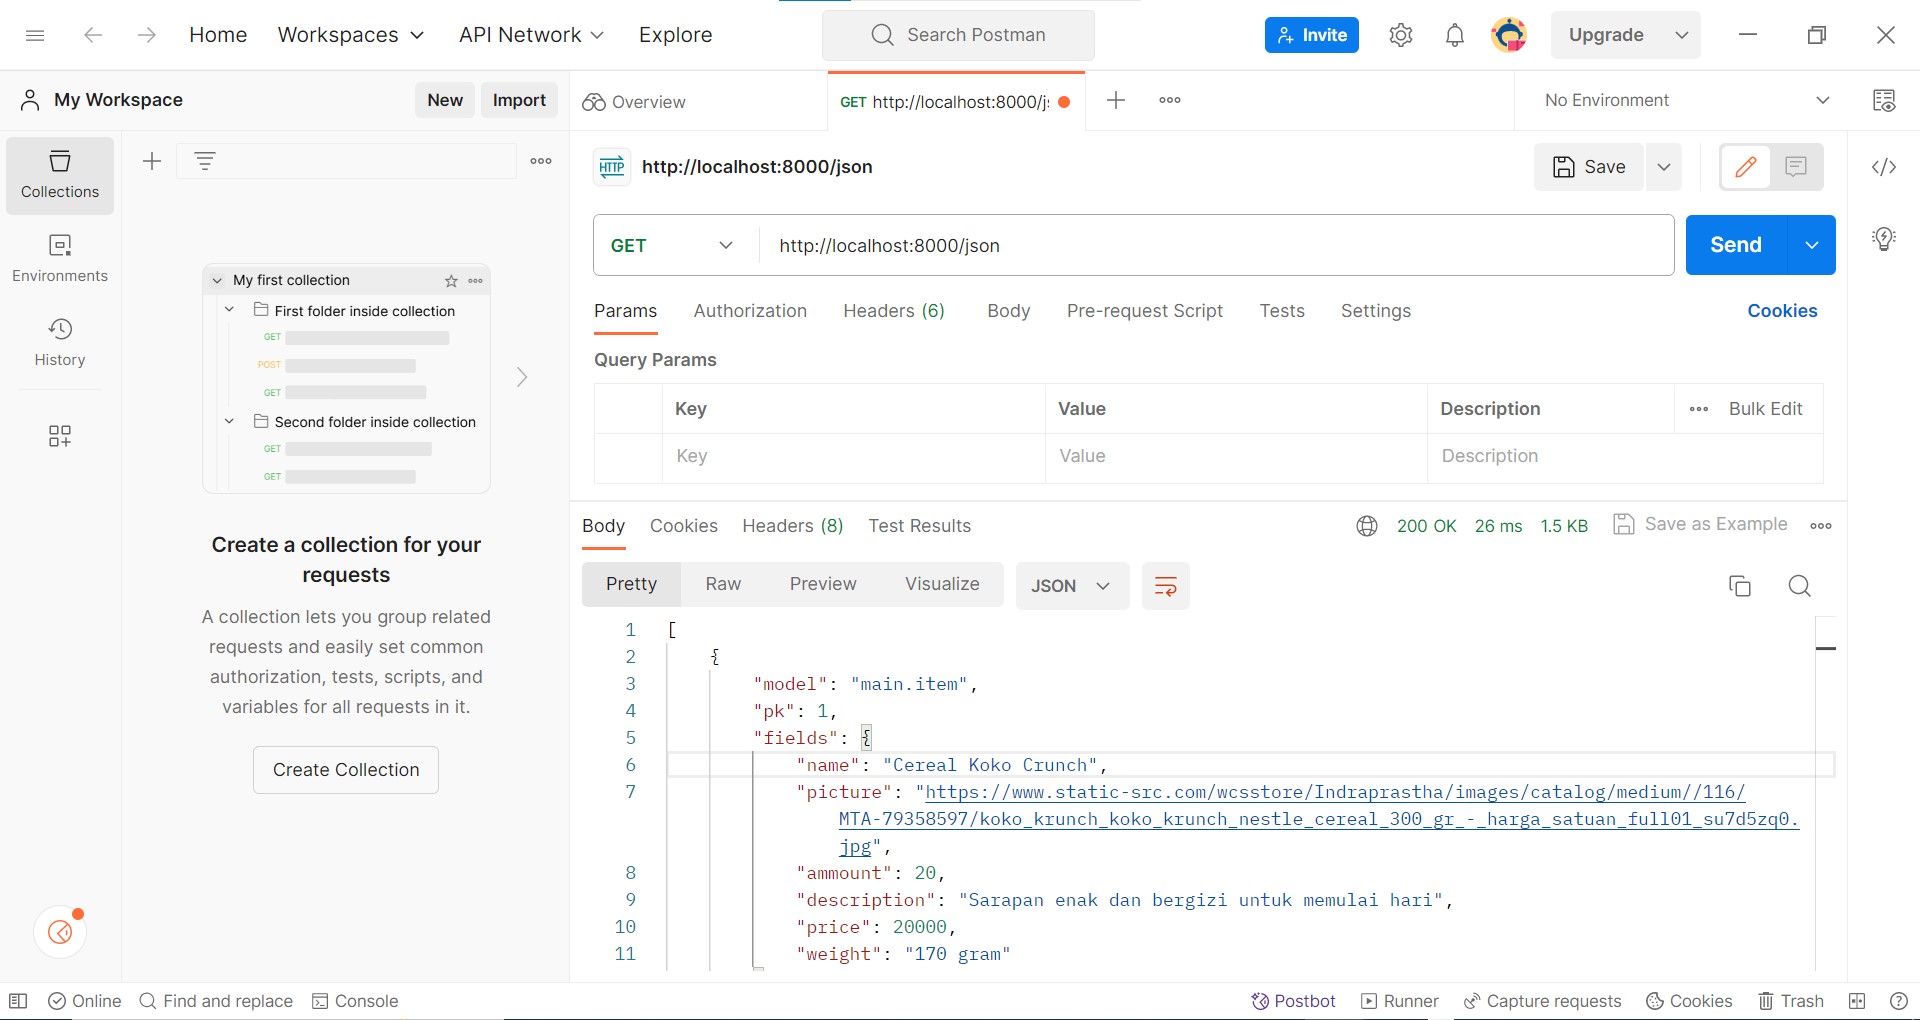 Home Workspaces API Network Explore Search Postman Invite Upgrade
My Workspace New Import Overview GET http://localhost:8000/j No Environment
Collections
Environments
History
My first collection
First folder inside collection
GET
POST
GET
Second folder inside collection
GET
GET
Create a collection for your
requests
A collection lets you group related
requests and easily set common
authorization, tests, scripts, and
variables for all requests in it.
Create Collection
HTTP http://localhost:8000/json Save
GET http://localhost:8000/json Send
Params Authorization Headers (6) Body Pre-request Script Tests Settings Cookies
Query Params
Key Value Description Bulk Edit
Key Value Description
Body Cookies Headers (8) Test Results 200 OK 26 ms 1.5 KB Save as Example
Pretty Raw Preview Visualize JSON
1 [
2 {
3 "model": "main.item",
4 "pk": 1,
5 "fields": {
6 "name": "Cereal Koko Crunch",
7 "picture": "https://www.static-src.com/wcsstore/Indraprastha/images/catalog/medium//116/
MTA-79358597/koko_krunch_koko_krunch_nestle_cereal_300_gr_-_harga_satuan_full01_su7d5zq0.
jpg",
8 "ammount": 20,
9 "description": "Sarapan enak dan bergizi untuk memulai hari",
10 "price": 20000,
11 "weight": "170 gram"
Online Find and replace Console Postbot Runner Capture requests Cookies Trash